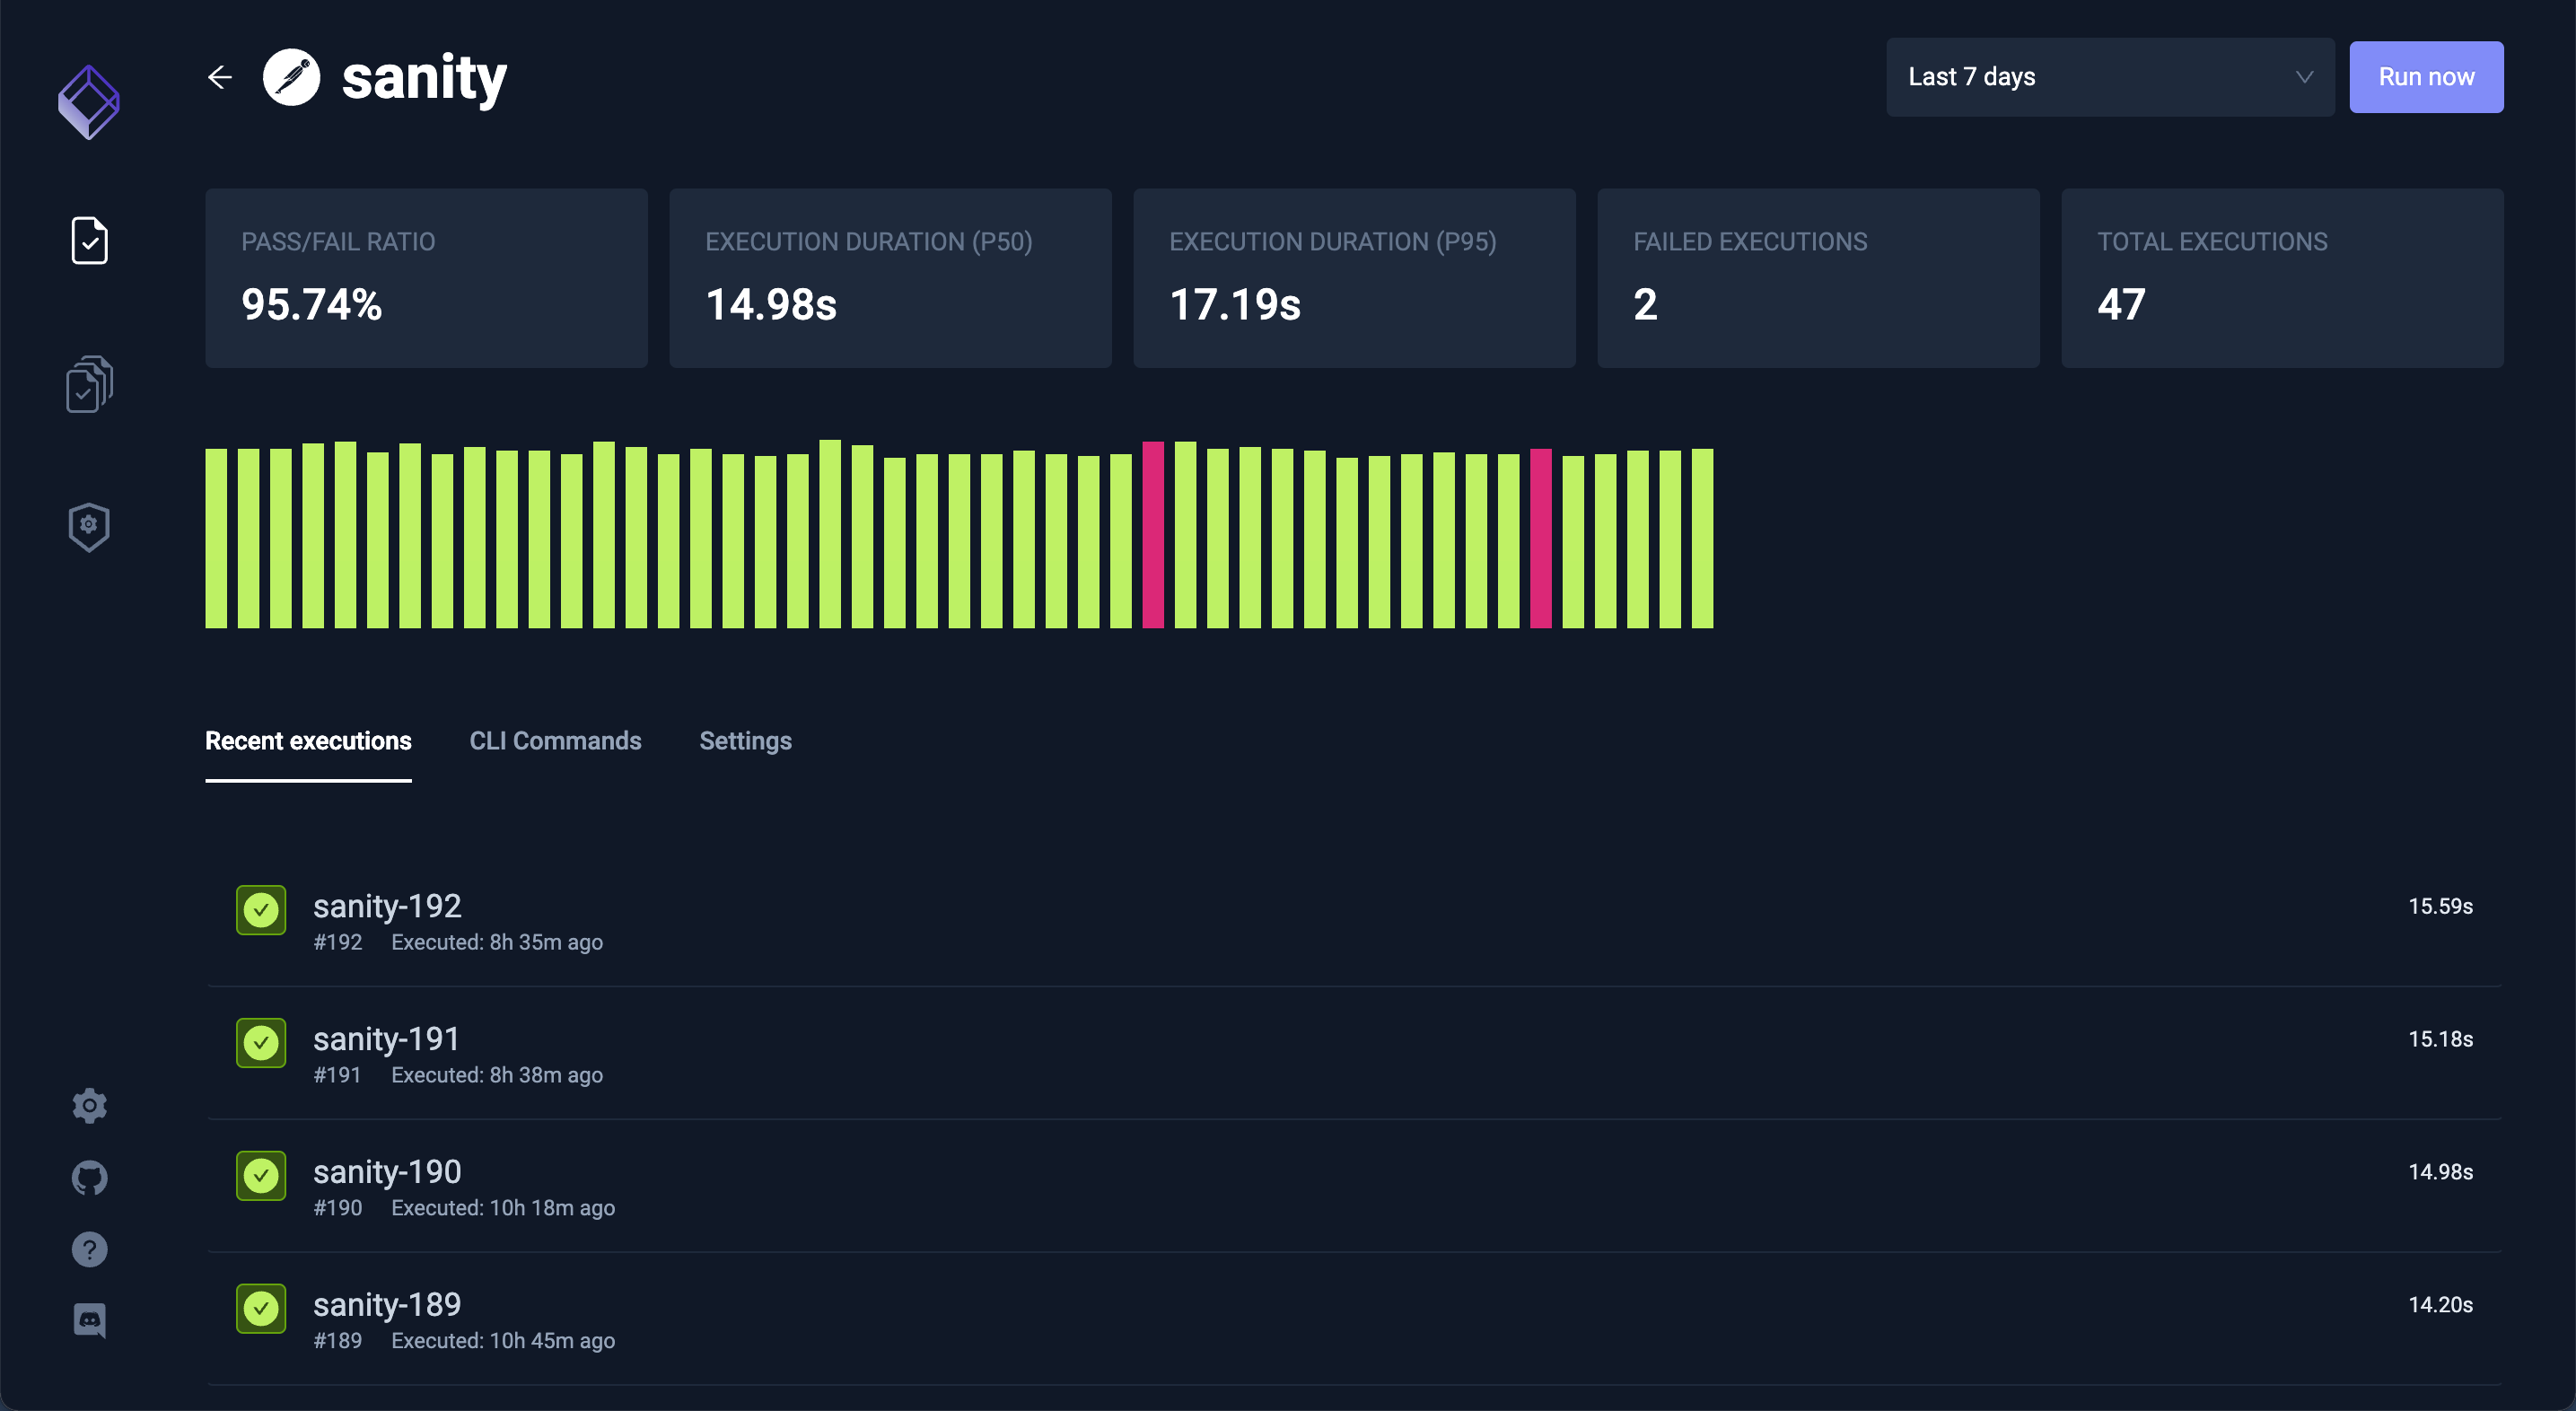 sanity
Last 7 days
Run now
PASS/FAIL RATIO
95.74%
EXECUTION DURATION (P50)
14.98s
EXECUTION DURATION (P95)
17.19s
FAILED EXECUTIONS
2
TOTAL EXECUTIONS
47
Recent executions
CLI Commands
Settings
sanity-192
15.59s
#192 Executed: 8h 35m ago
sanity-191
15.18s
#191 Executed: 8h 38m ago
sanity-190
14.98s
#190 Executed: 10h 18m ago
sanity-189
14.20s
#189 Executed: 10h 45m ago